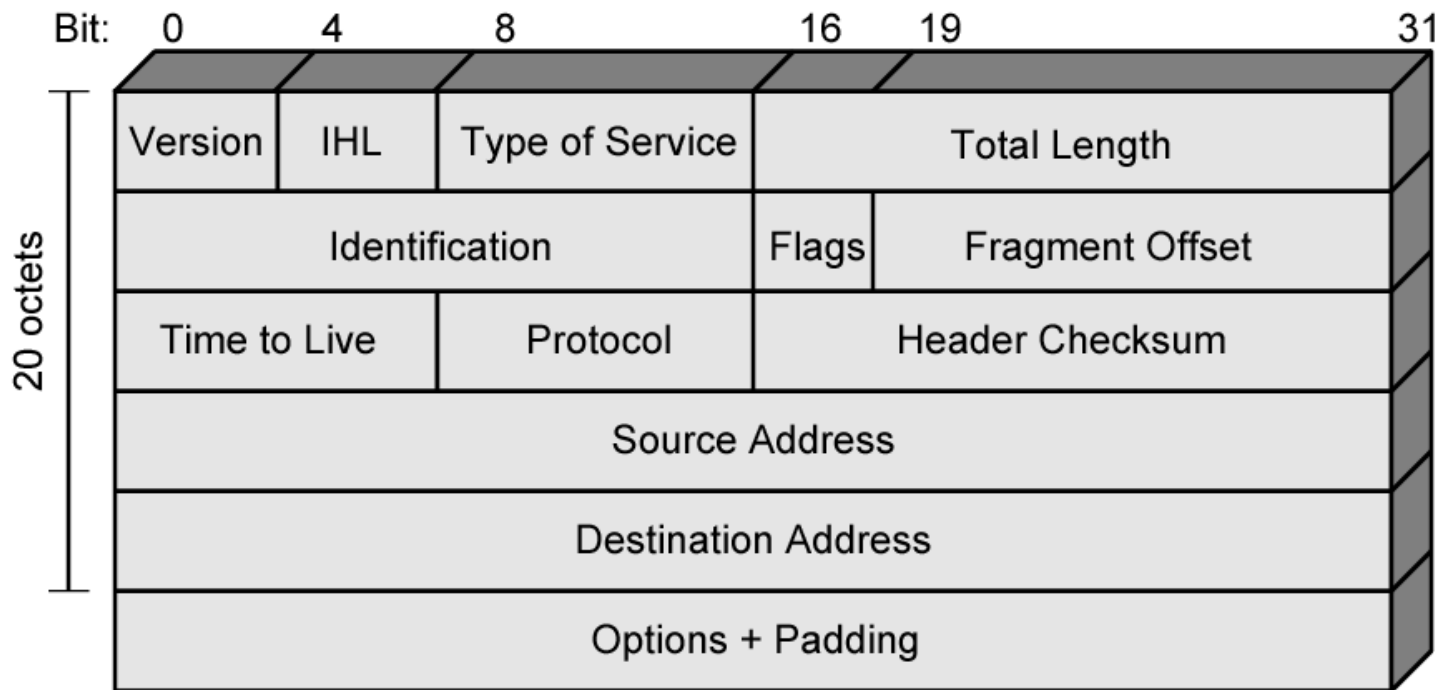 Bit: 0 4 8 16 19 31
Version IHL Type of Service Total Length
Identification Flags Fragment Offset
20 octets
Time to Live Protocol Header Checksum
Source Address
Destination Address
Options + Padding